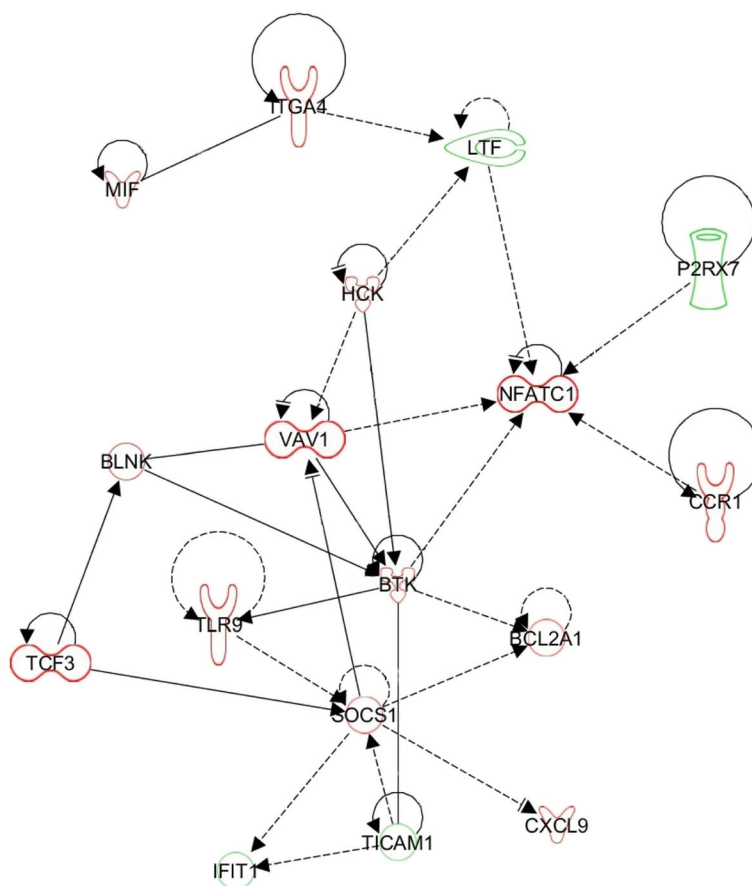 ITGA4
LTF
MIF
P2RX7
HCK
NFATC1
VAV1
BLNK
CCR1
BTK
TLR9
BCL2A1
TCF3
SOCS1
CXCL9
TICAM1
IFIT1